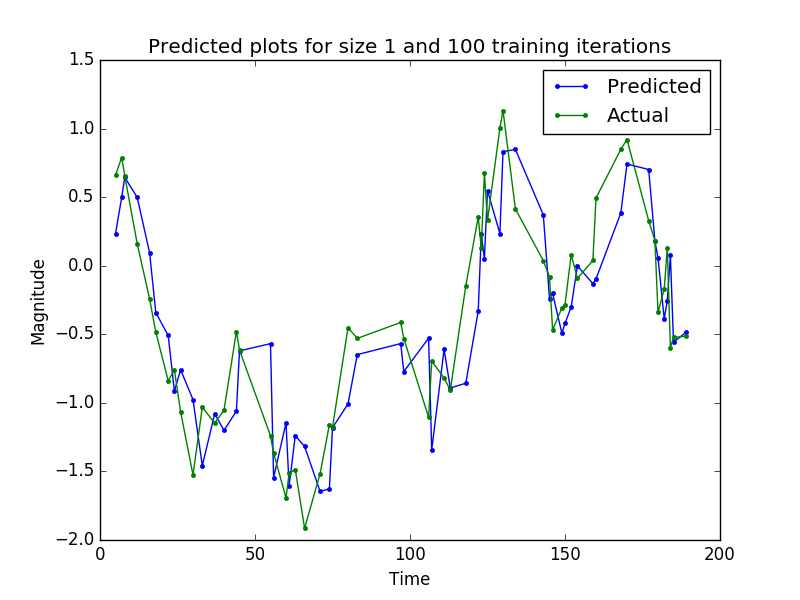 Predicted plots for size 1 and 100 training iterations
Predicted
Actual
1.5
1.0
0.5
0.0
−0.5
−1.0
−1.5
−2.0
Magnitude
0
50
100
150
200
Time